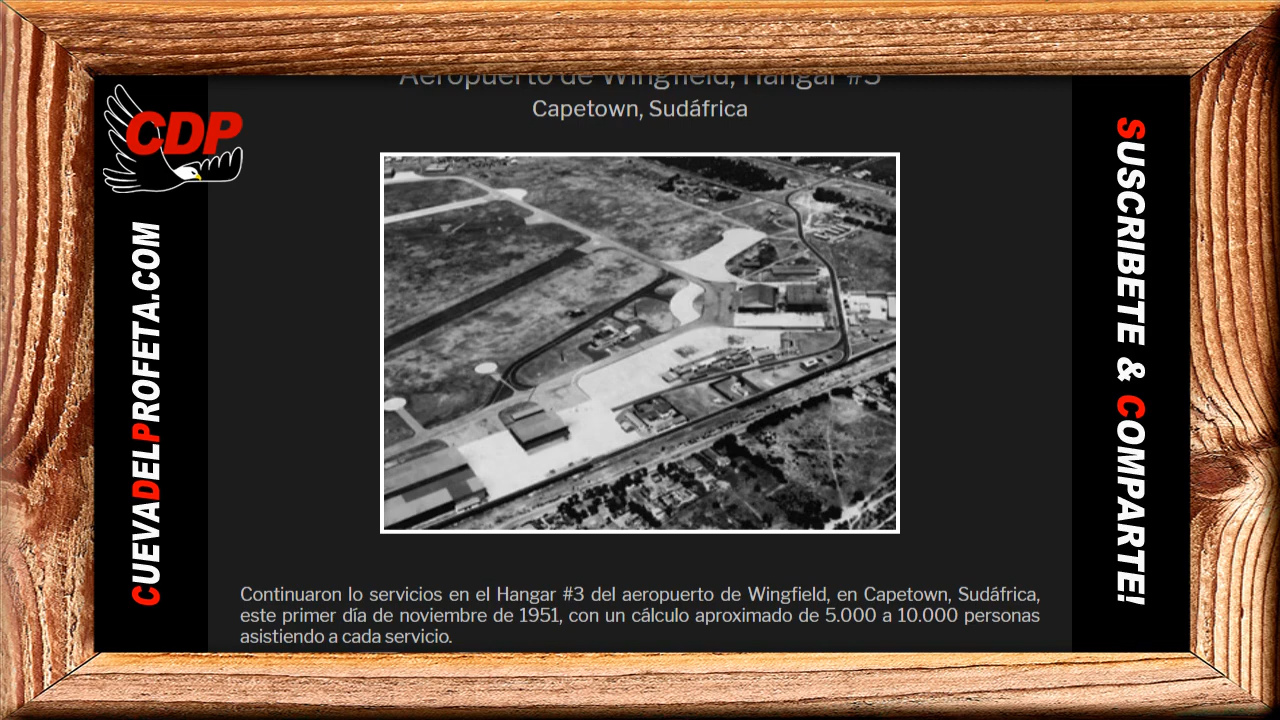 Aeropuerto de Wingfield, Hangar #3
Capetown, Sudáfrica
CDP
CUEVADELPROFETA.COM
SUSCRIBETE & COMPARTE!
Continuaron lo servicios en el Hangar #3 del aeropuerto de Wingfield, en Capetown, Sudáfrica,
este primer día de noviembre de 1951, con un cálculo aproximado de 5.000 a 10.000 personas
asistiendo a cada servicio.